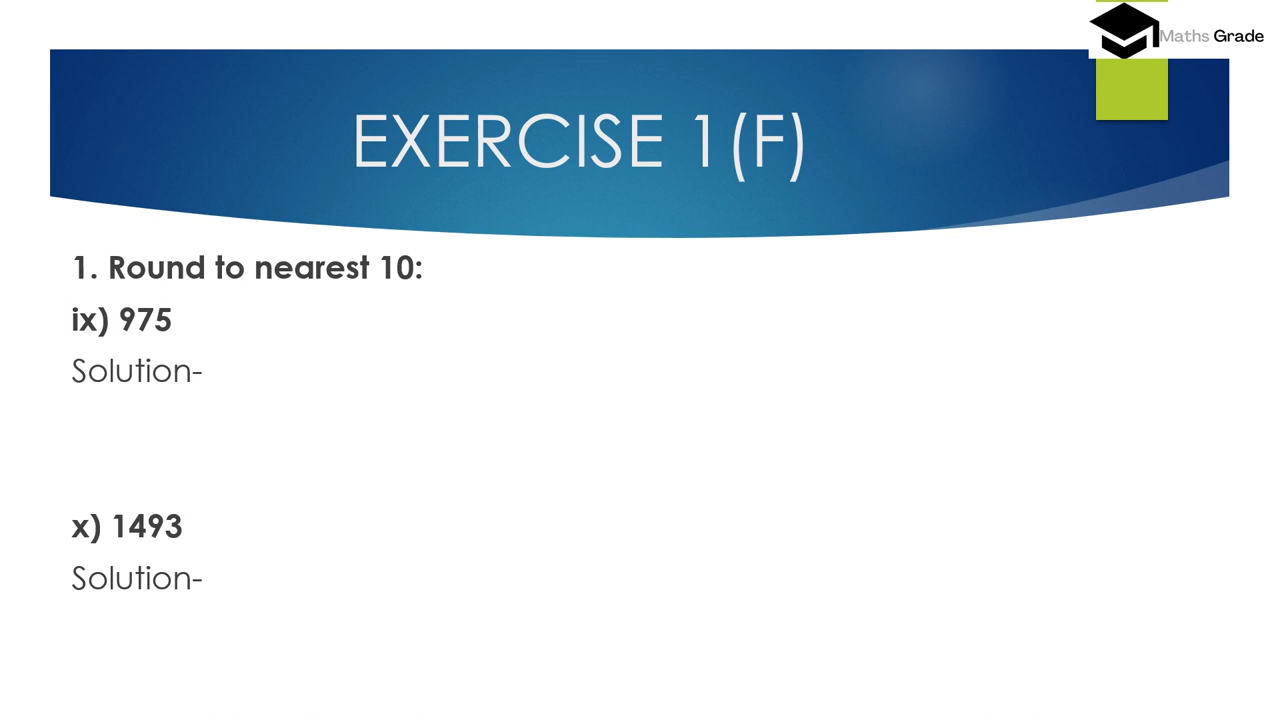 Maths Grade
EXERCISE 1(F)
1. Round to nearest 10:
ix) 975
Solution-
x) 1493
Solution-